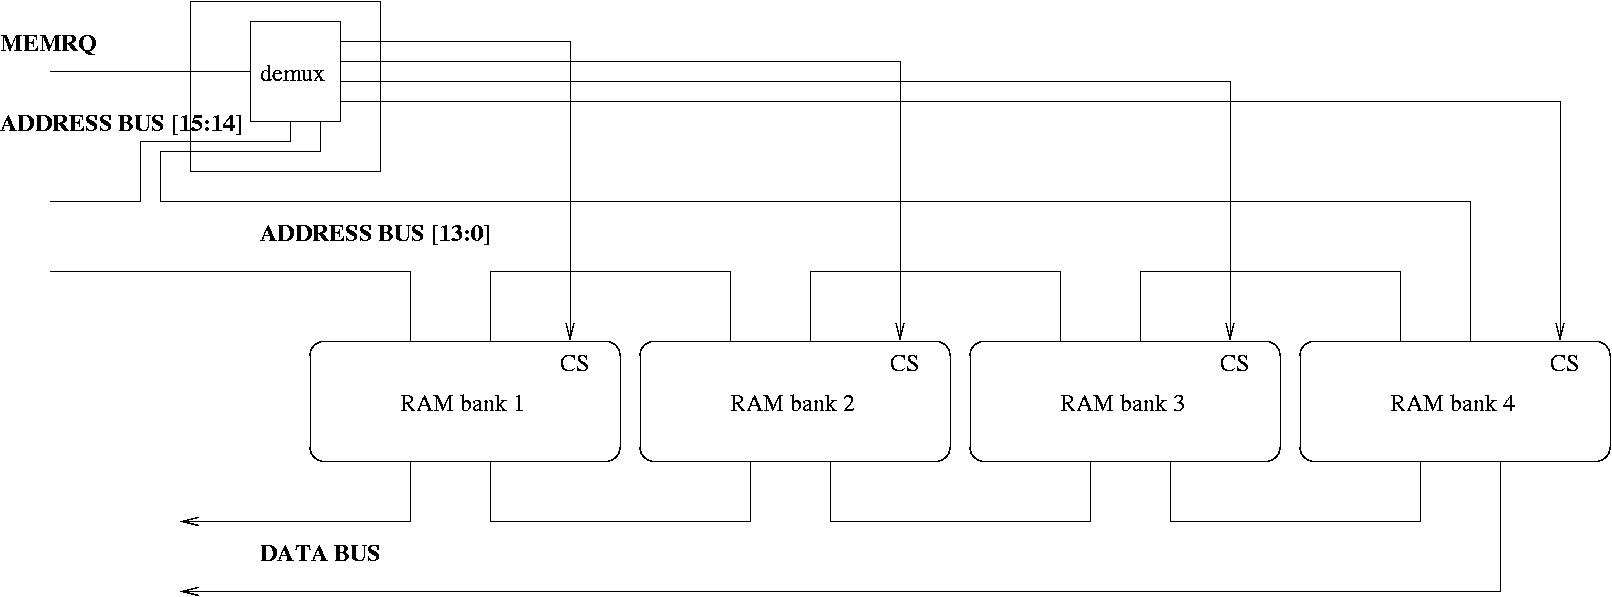 MEMRQ
demux
ADDRESS BUS [15:14]
ADDRESS BUS [13:0]
CS
CS
CS
CS
RAM bank 1
RAM bank 2
RAM bank 3
RAM bank 4
DATA BUS